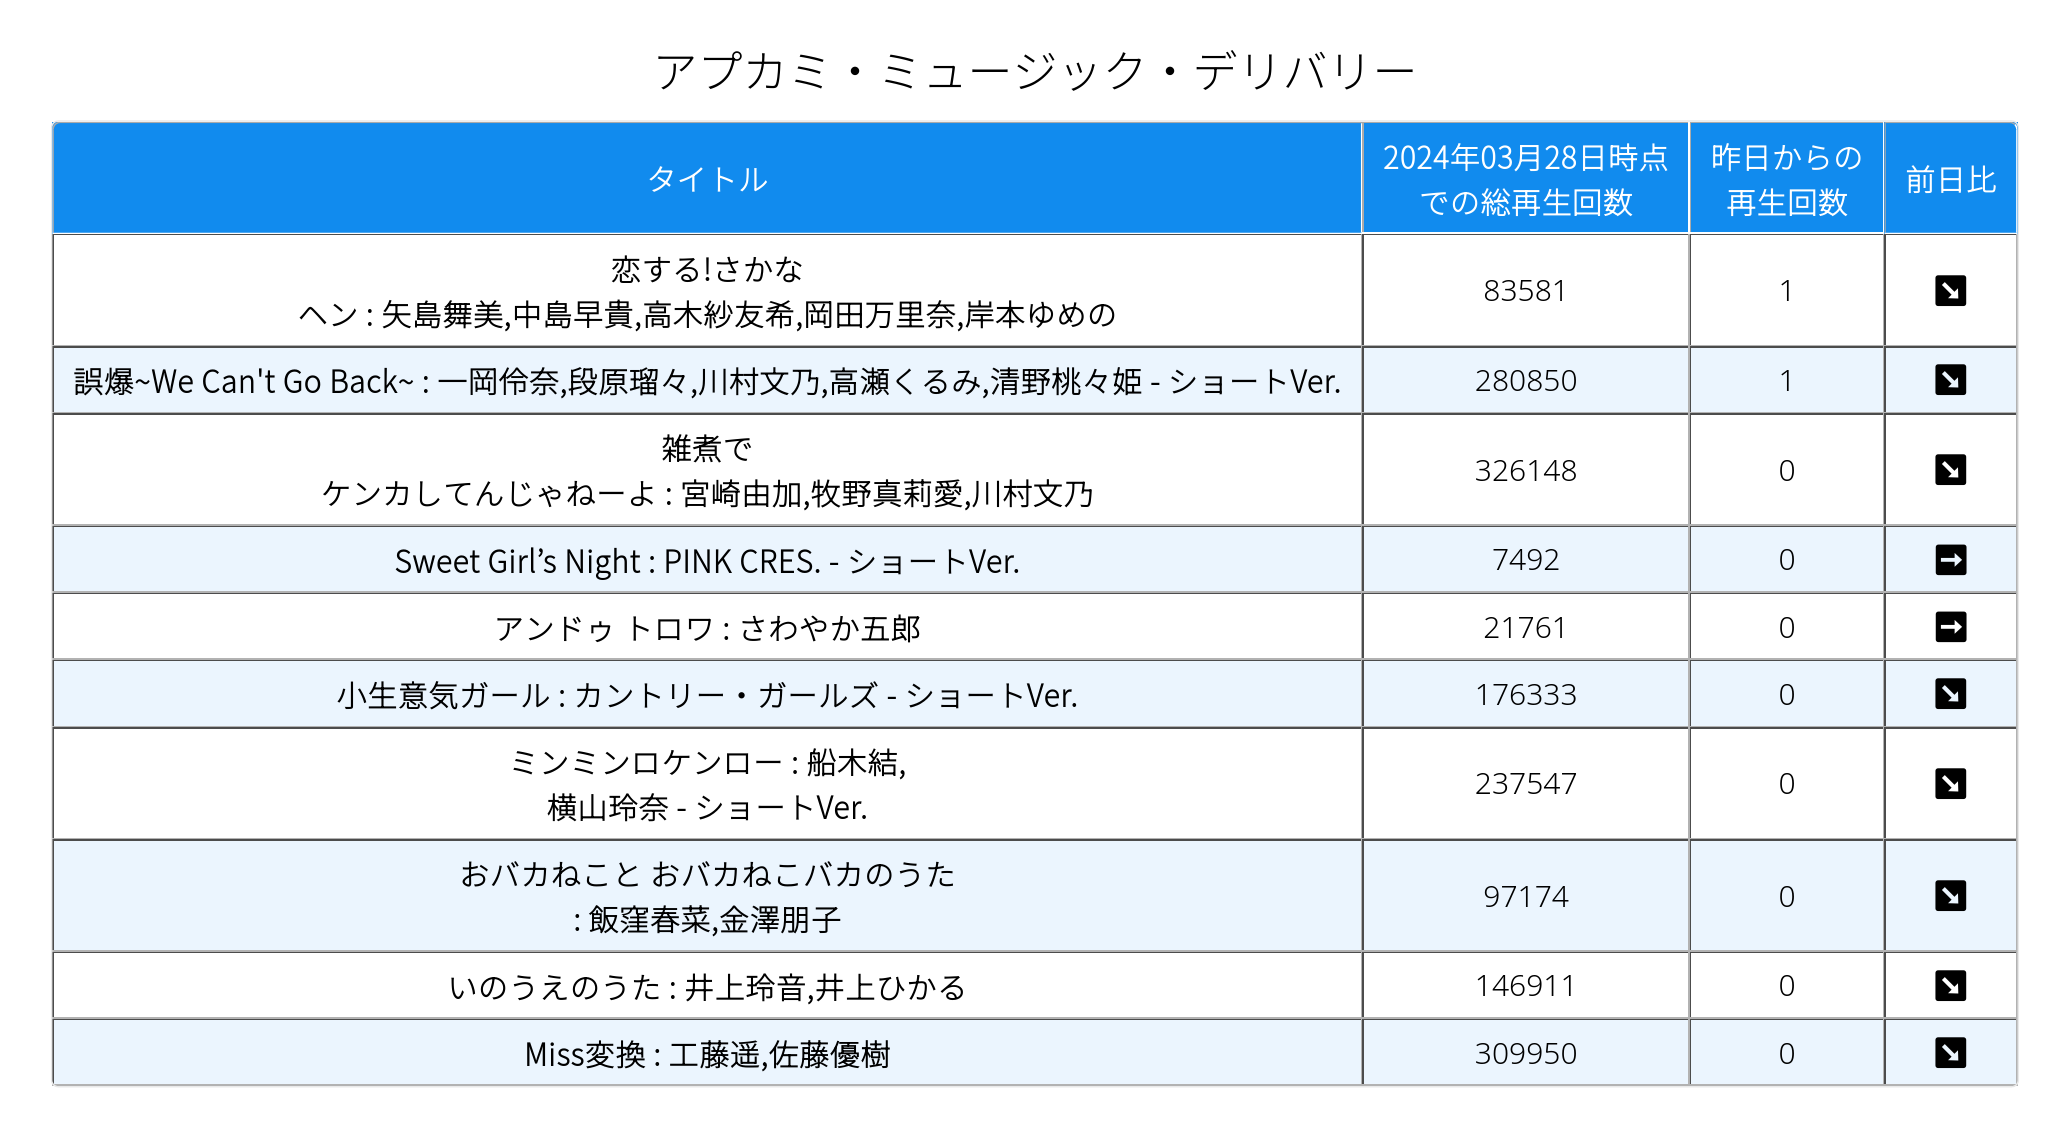 アプカミ・ミュージック・デリバリー
タイトル
2024年03月28日時点
での総再生回数
昨日からの
再生回数
前日比
恋する!さかな
ヘン : 矢島舞美,中島早貴,高木紗友希,岡田万里奈,岸本ゆめの
83581
1
誤爆~We Can't Go Back~ : 一岡伶奈,段原瑠々,川村文乃,高瀬くるみ,清野桃々姫 - ショートVer.
280850
1
雑煮で
ケンカしてんじゃねーよ : 宮崎由加,牧野真莉愛,川村文乃
326148
0
Sweet Girl’s Night : PINK CRES. - ショートVer.
7492
0
アンドゥ トロワ : さわやか五郎
21761
0
小生意気ガール : カントリー・ガールズ - ショートVer.
176333
0
ミンミンロケンロー : 船木結,
横山玲奈 - ショートVer.
237547
0
おバカねこと おバカねこバカのうた
: 飯窪春菜,金澤朋子
97174
0
いのうえのうた : 井上玲音,井上ひかる
146911
0
Miss変換 : 工藤遥,佐藤優樹
309950
0